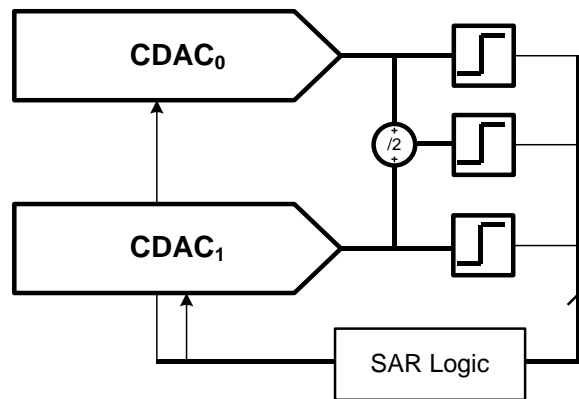 CDAC₀
+
/2
+
CDAC₁
SAR Logic